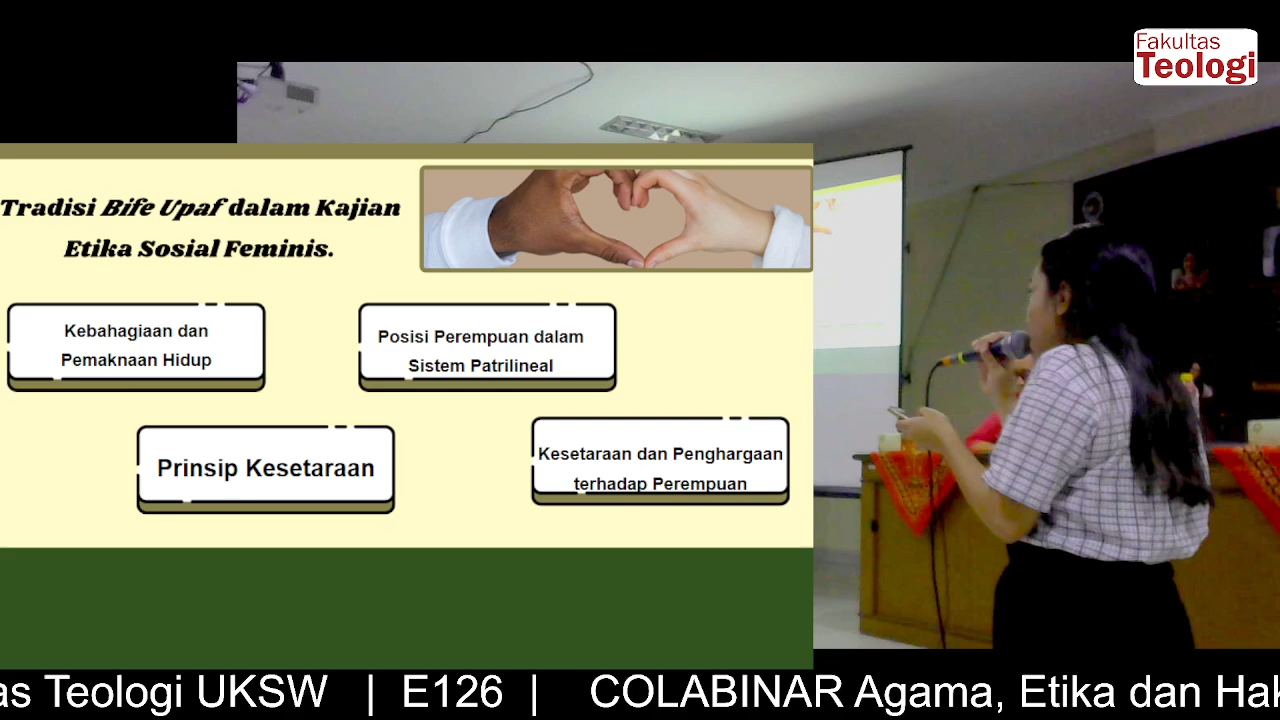 Fakultas
Teologi
Tradisi Bife Upaf dalam Kajian
Etika Sosial Feminis.
Kebahagiaan dan
Pemaknaan Hidup
Posisi Perempuan dalam
Sistem Patrilineal
Prinsip Kesetaraan
Kesetaraan dan Penghargaan
terhadap Perempuan
as Teologi UKSW | E126 | COLABINAR Agama, Etika dan Hak